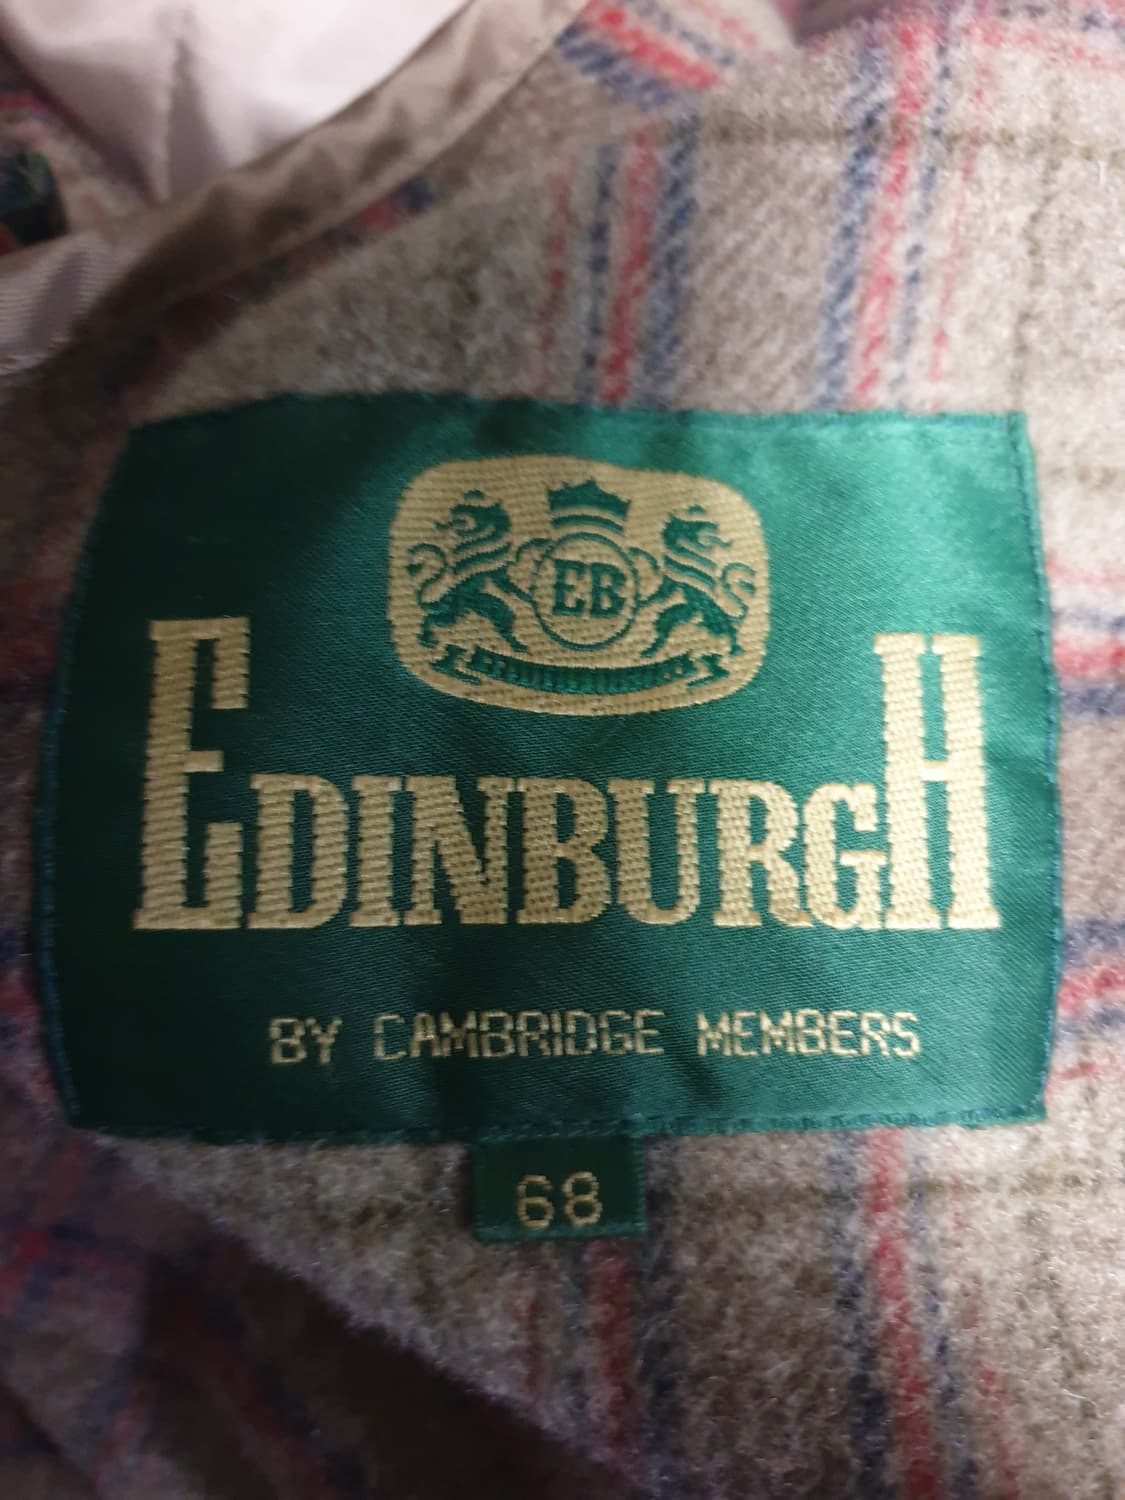 EB
EDINBURGH
BY CAMBRIDGE MEMBERS
68